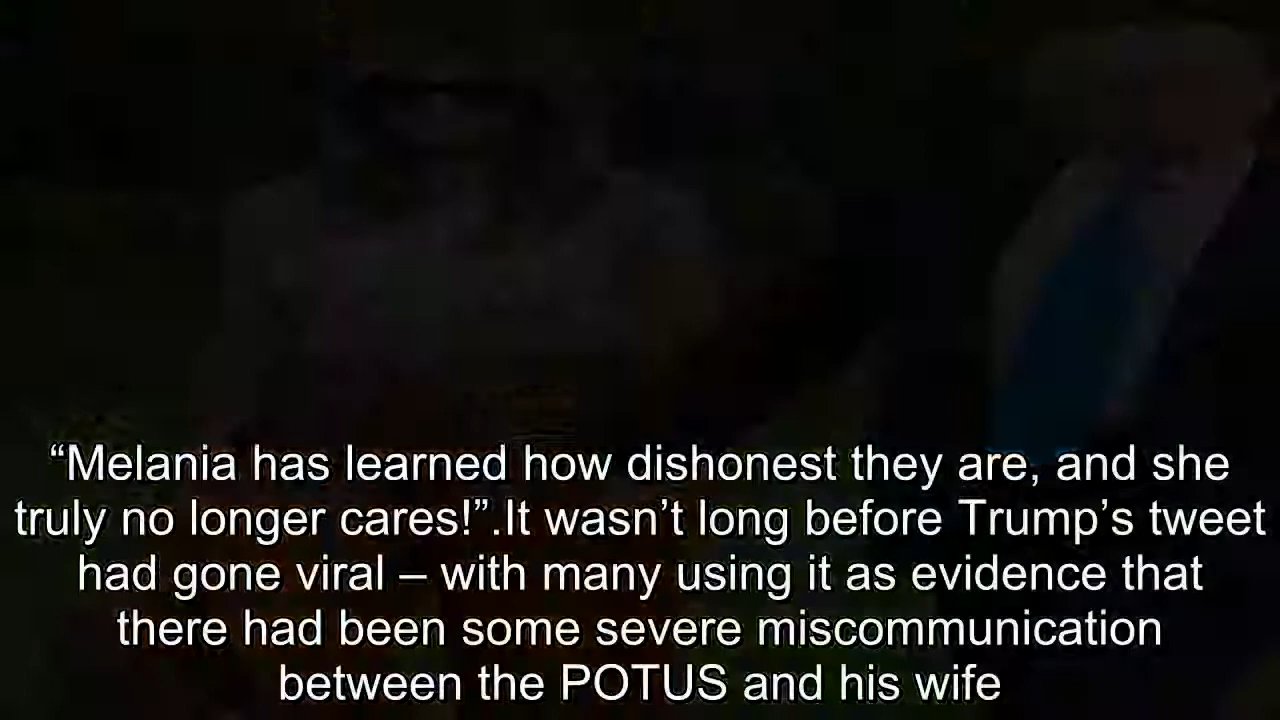 “Melania has learned how dishonest they are, and she
truly no longer cares!”.It wasn’t long before Trump’s tweet
had gone viral – with many using it as evidence that
there had been some severe miscommunication
between the POTUS and his wife